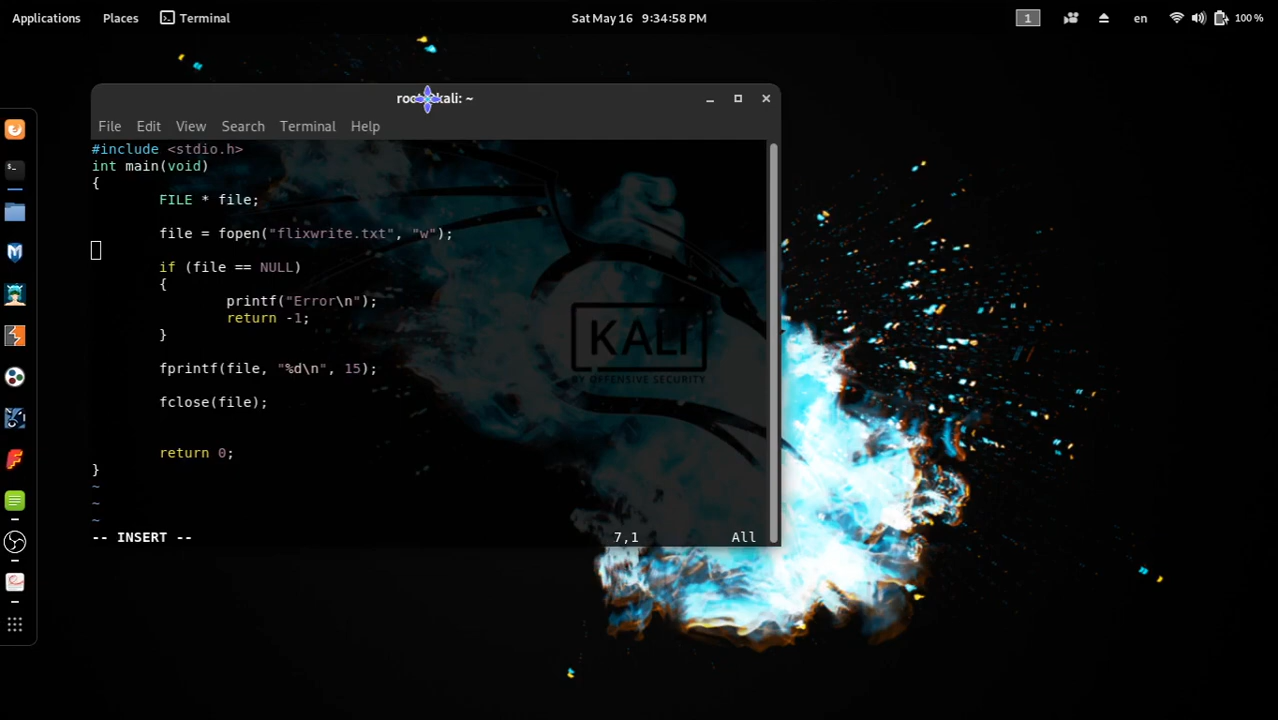 Applications Places Terminal Sat May 16 9:34:58 PM 1 en 100 %
root@kali: ~
File Edit View Search Terminal Help
#include <stdio.h>
int main(void)
{
FILE * file;
file = fopen("flixwrite.txt", "w");
if (file == NULL)
{
printf("Error\n");
return -1;
}
fprintf(file, "%d\n", 15);
fclose(file);
return 0;
}
~
~
~
-- INSERT -- 7,1 All
KALI
BY OFFENSIVE SECURITY